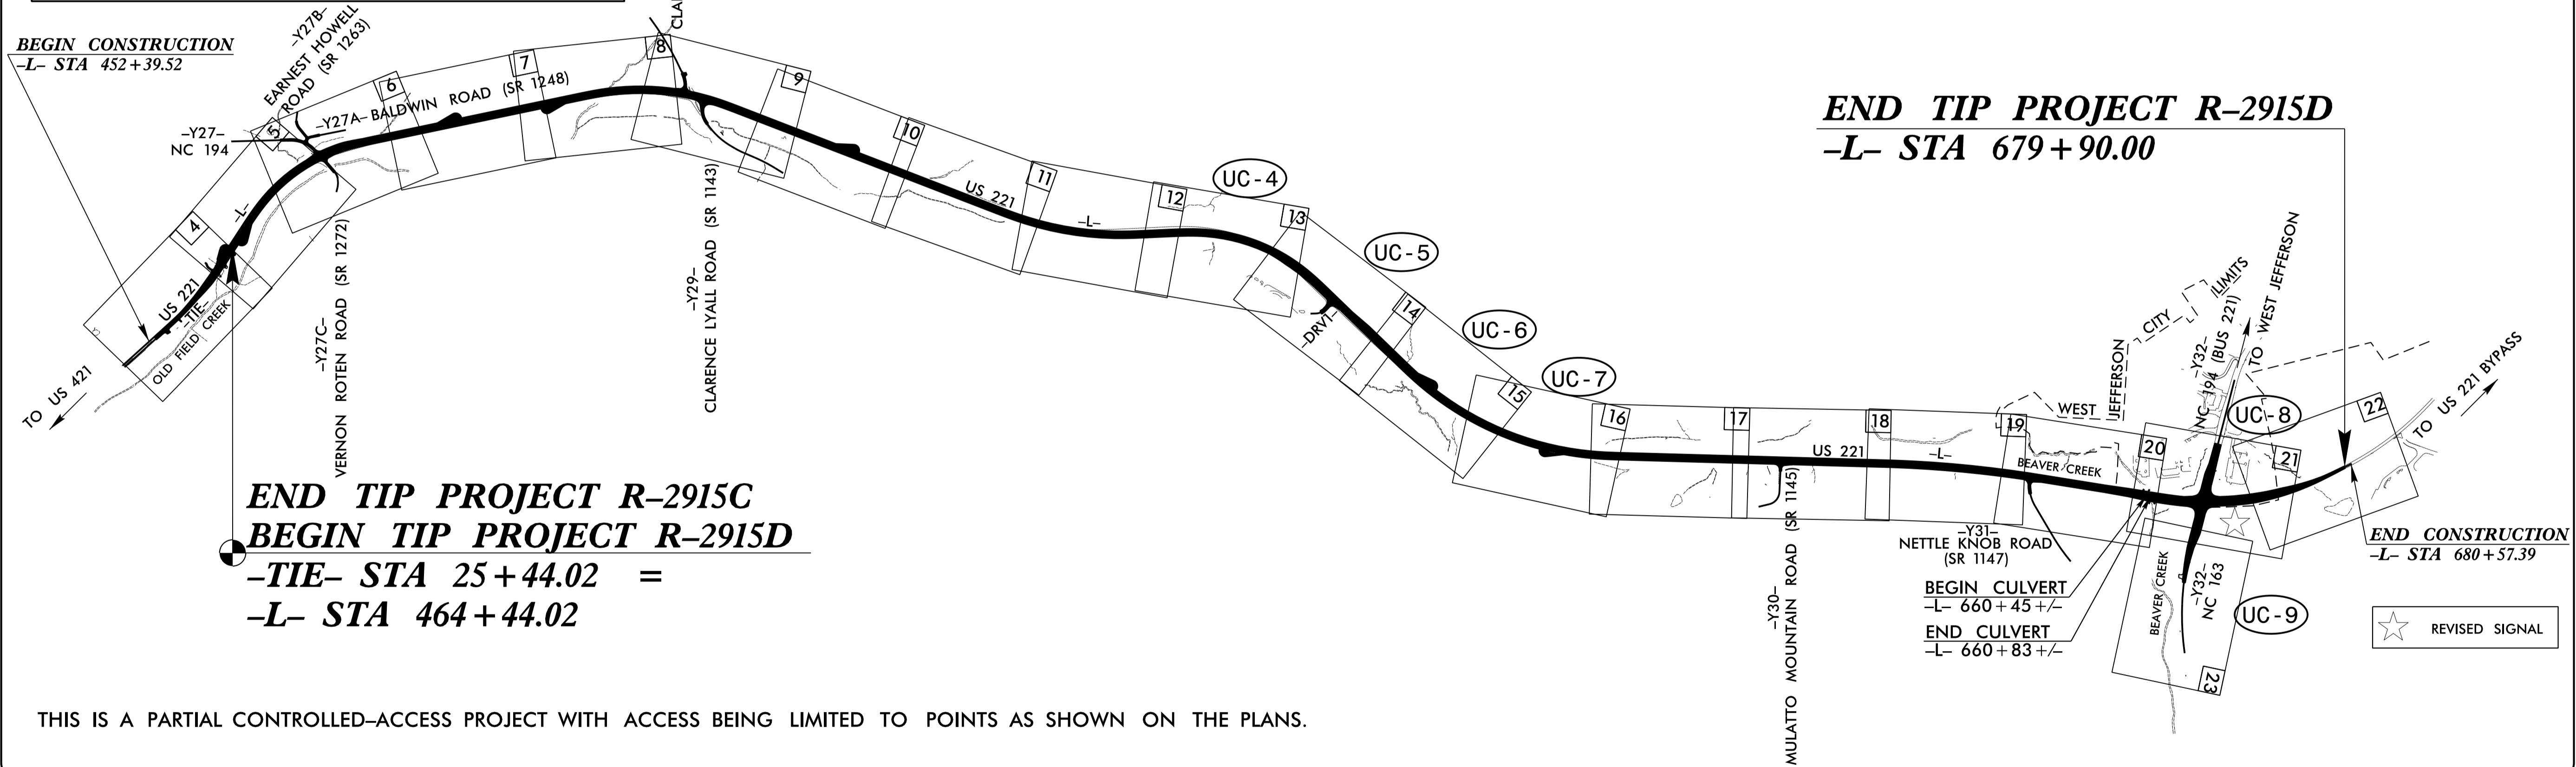 BEGIN CONSTRUCTION
–L– STA 452+39.52
–Y27B–
EARNEST HOWELL
ROAD (SR 1263)
–Y27–
NC 194
–Y27A– BALDWIN ROAD (SR 1248)
4
5
6
7
8
9
10
11
12
13
14
15
16
17
18
19
20
21
22
23
–L–
US 221
–TIE–
OLD FIELD CREEK
TO US 421
–Y27C–
VERNON ROTEN ROAD (SR 1272)
–Y29–
CLARENCE LYALL ROAD (SR 1143)
US 221
–L–
UC-4
UC-5
UC-6
UC-7
–DRV1–
END TIP PROJECT R–2915D
–L– STA 679+90.00
END TIP PROJECT R–2915C
BEGIN TIP PROJECT R–2915D
–TIE– STA 25+44.02 =
–L– STA 464+44.02
US 221
–L–
–Y30–
MULATTO MOUNTAIN ROAD (SR 1145)
WEST JEFFERSON CITY LIMITS
BEAVER CREEK
–Y31–
NETTLE KNOB ROAD
(SR 1147)
BEGIN CULVERT
–L– 660+45+/–
END CULVERT
–L– 660+83+/–
–Y32–
NC 194 (BUS 221)
TO WEST JEFFERSON
UC-8
TO US 221 BYPASS
BEAVER CREEK
–Y32–
NC 163
UC-9
END CONSTRUCTION
–L– STA 680+57.39
REVISED SIGNAL
THIS IS A PARTIAL CONTROLLED–ACCESS PROJECT WITH ACCESS BEING LIMITED TO POINTS AS SHOWN ON THE PLANS.